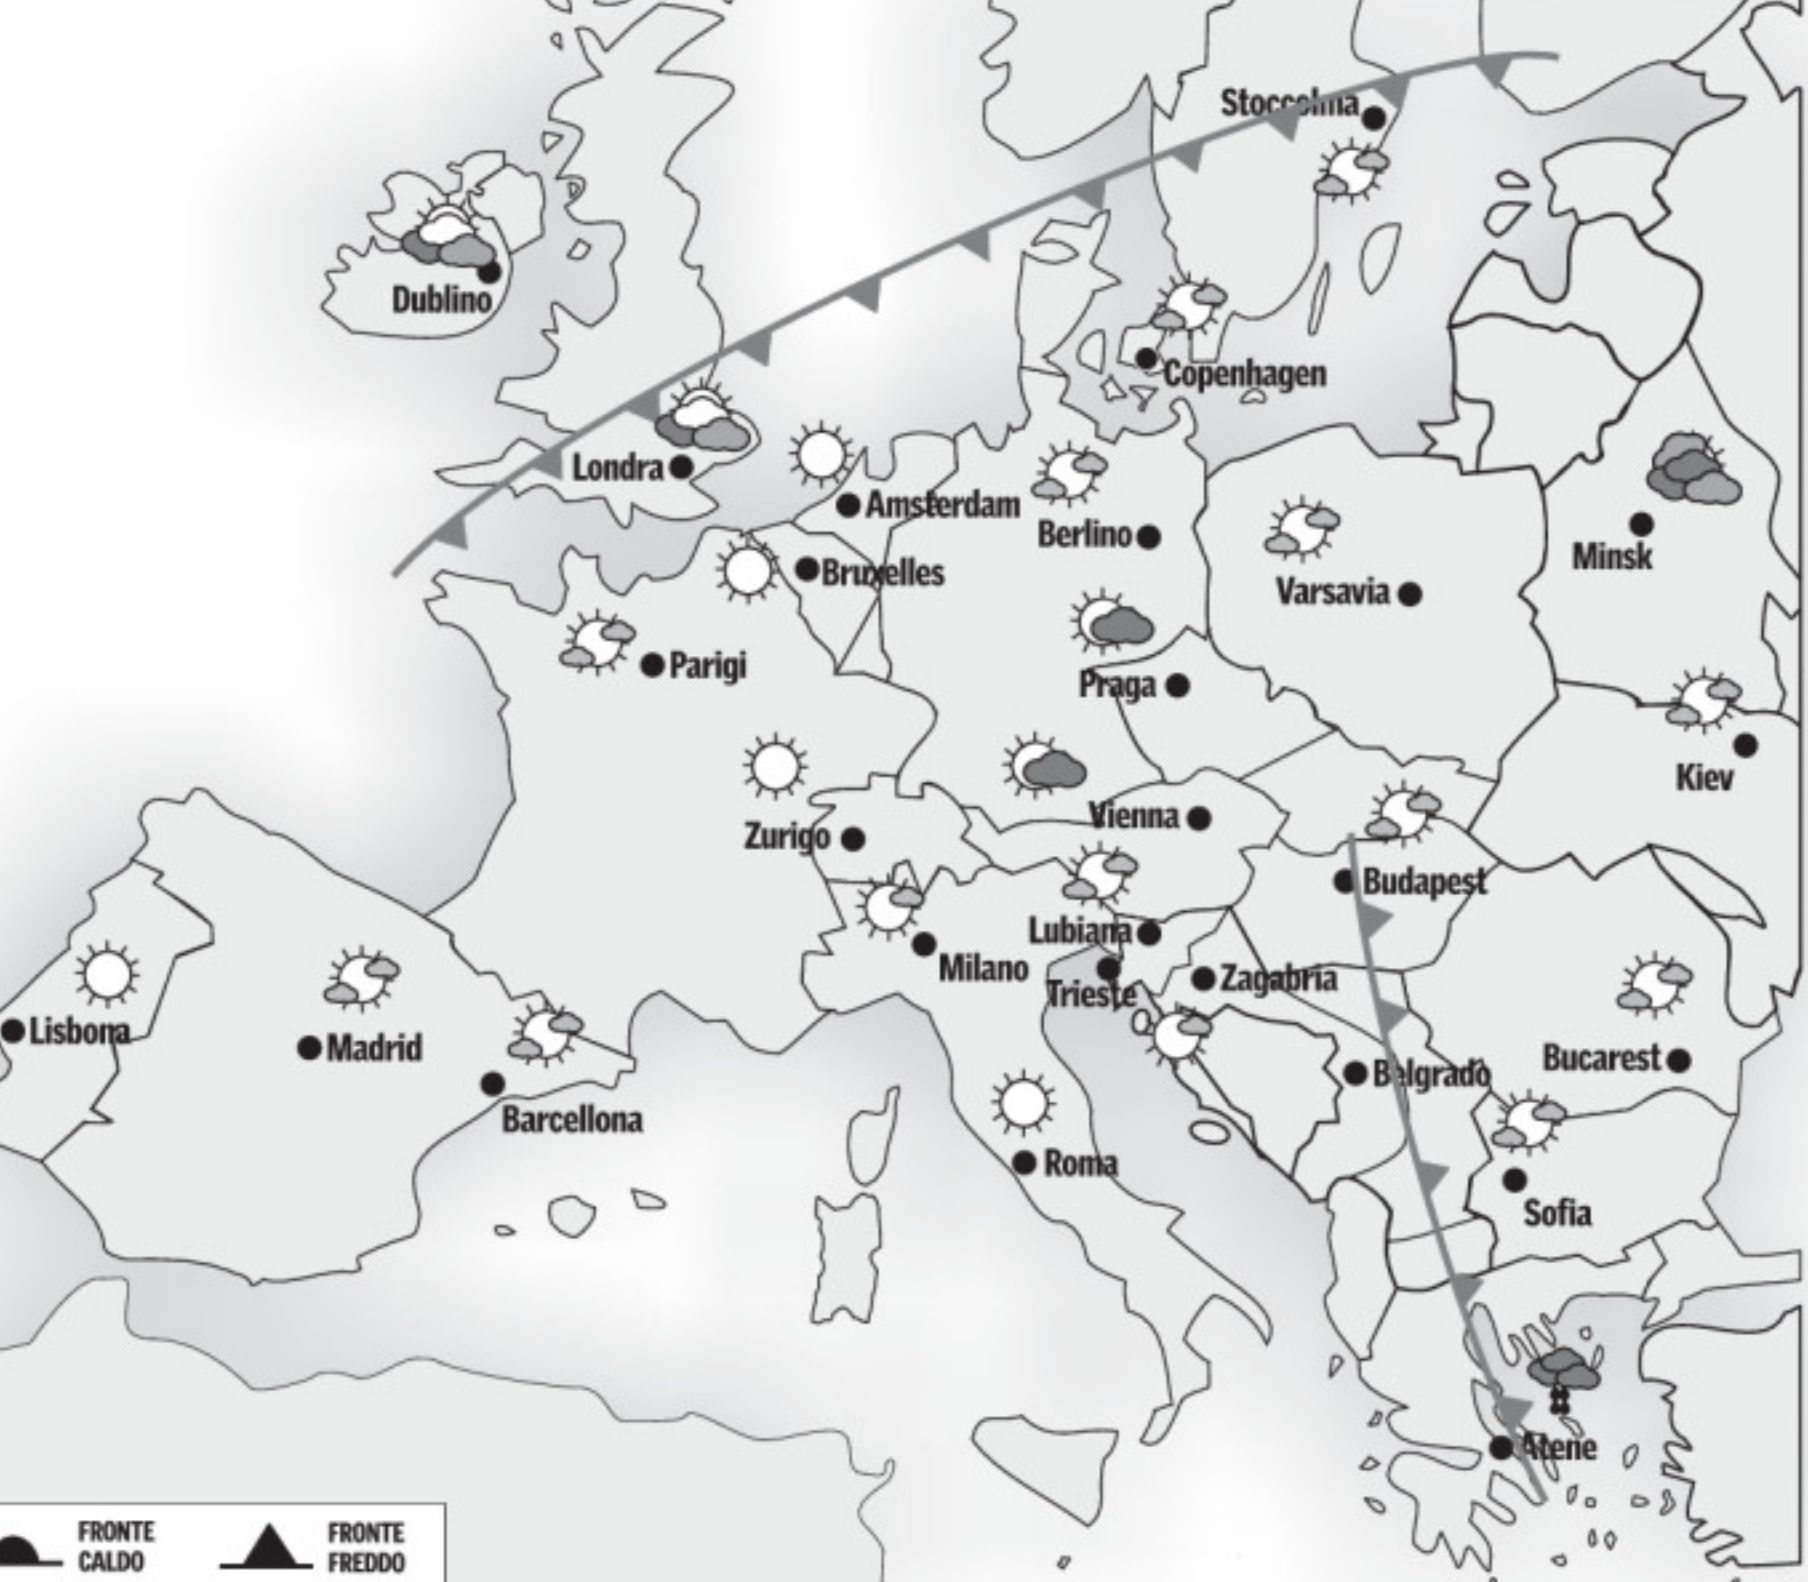 Stoccolma
Dublino
Copenhagen
Londra
Amsterdam
Berlino
Minsk
Bruxelles
Varsavia
Parigi
Praga
Kiev
Vienna
Zurigo
Budapest
Lubiana
Milano
Trieste
Zagabria
Lisbona
Madrid
Bucarest
Belgrado
Barcellona
Roma
Sofia
Atene
FRONTE
CALDO
FRONTE
FREDDO